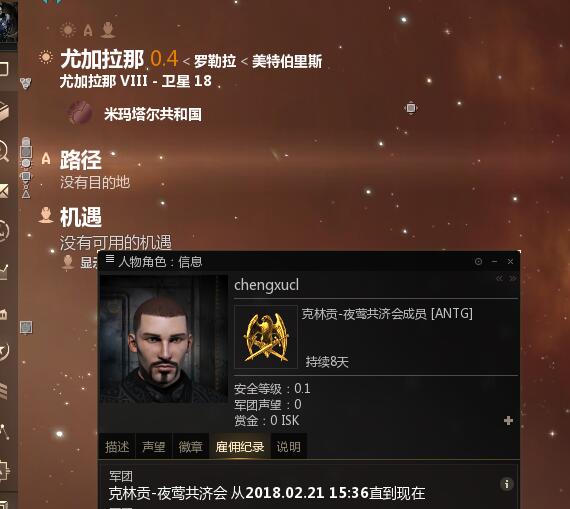 尤加拉那 0.4 < 罗勒拉 < 美特伯里斯
尤加拉那 VIII - 卫星 18
米玛塔尔共和国
路径
没有目的地
机遇
没有可用的机遇
人物角色：信息
chengxucl
克林贡-夜莺共济会成员 [ANTG]
持续8天
安全等级：0.1
军团声望：0
赏金：0 ISK
描述 声望 徽章 雇佣纪录 说明
军团
克林贡-夜莺共济会 从2018.02.21 15:36直到现在